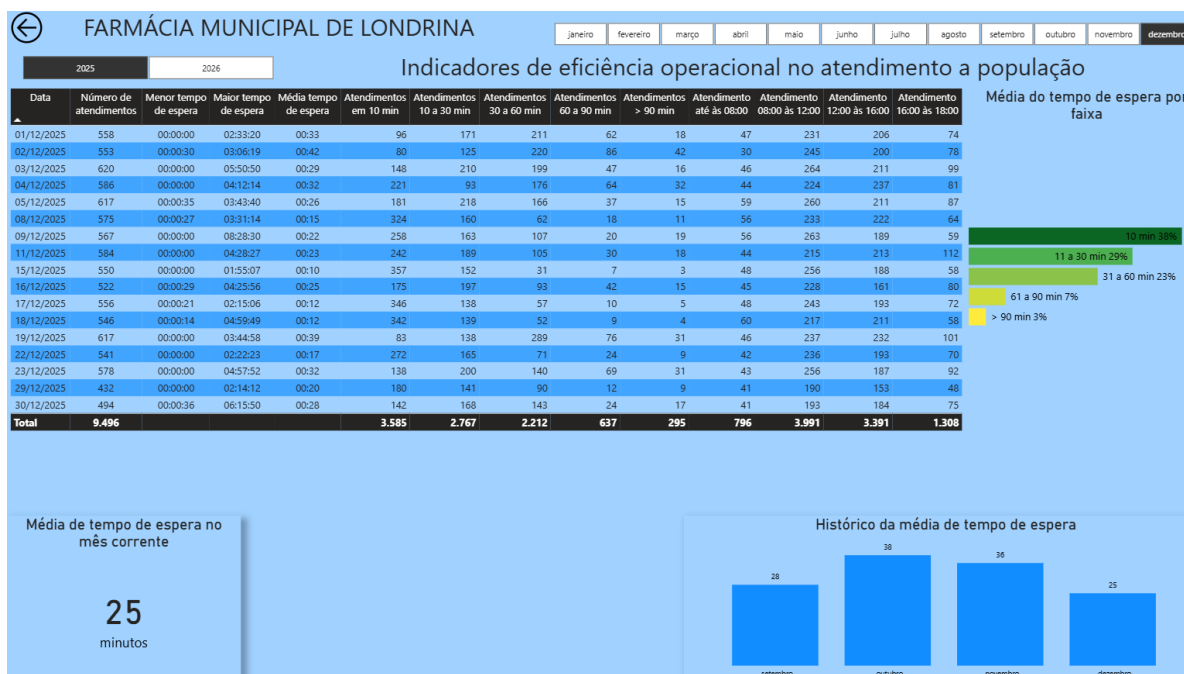 FARMÁCIA MUNICIPAL DE LONDRINA
janeiro fevereiro março abril maio junho julho agosto setembro outubro novembro dezembro
2025 2026
Indicadores de eficiência operacional no atendimento a população
Data Número de atendimentos Menor tempo de espera Maior tempo de espera Média tempo de espera Atendimentos em 10 min Atendimentos 10 a 30 min Atendimentos 30 a 60 min Atendimentos 60 a 90 min Atendimentos > 90 min Atendimento até às 08:00 Atendimento 08:00 às 12:00 Atendimento 12:00 às 16:00 Atendimento 16:00 às 18:00
01/12/2025 558 00:00:00 02:33:20 00:33 96 171 211 62 18 47 231 206 74
02/12/2025 553 00:00:30 03:06:19 00:42 80 125 220 86 42 30 245 200 78
03/12/2025 620 00:00:00 05:50:50 00:29 148 210 199 47 16 46 264 211 99
04/12/2025 586 00:00:00 04:12:14 00:32 221 93 176 64 32 44 224 237 81
05/12/2025 617 00:00:35 03:43:40 00:26 181 218 166 37 15 59 260 211 87
08/12/2025 575 00:00:27 03:31:14 00:15 324 160 62 18 11 56 233 222 64
09/12/2025 567 00:00:00 08:28:30 00:22 258 163 107 20 19 56 263 189 59
11/12/2025 584 00:00:00 04:28:27 00:23 242 189 105 30 18 44 215 213 112
15/12/2025 550 00:00:00 01:55:07 00:10 357 152 31 7 3 48 256 188 58
16/12/2025 522 00:00:29 04:25:56 00:25 175 197 93 42 15 45 228 161 80
17/12/2025 556 00:00:21 02:15:06 00:12 346 138 57 10 5 48 243 193 72
18/12/2025 546 00:00:14 04:59:49 00:12 342 139 52 9 4 60 217 211 58
19/12/2025 617 00:00:00 03:44:58 00:39 83 138 289 76 31 46 237 232 101
22/12/2025 541 00:00:00 02:22:23 00:17 272 165 71 24 9 42 236 193 70
23/12/2025 578 00:00:00 04:57:52 00:32 138 200 140 69 31 43 256 187 92
29/12/2025 432 00:00:00 02:14:12 00:20 180 141 90 12 9 41 190 153 48
30/12/2025 494 00:00:36 06:15:50 00:28 142 168 143 24 17 41 193 184 75
Total 9.496 3.585 2.767 2.212 637 295 796 3.991 3.391 1.308
Média do tempo de espera por
faixa
10 min 38%
11 a 30 min 29%
31 a 60 min 23%
61 a 90 min 7%
> 90 min 3%
Média de tempo de espera no
mês corrente
25
minutos
Histórico da média de tempo de espera
28 38 36 25
setembro outubro novembro dezembro